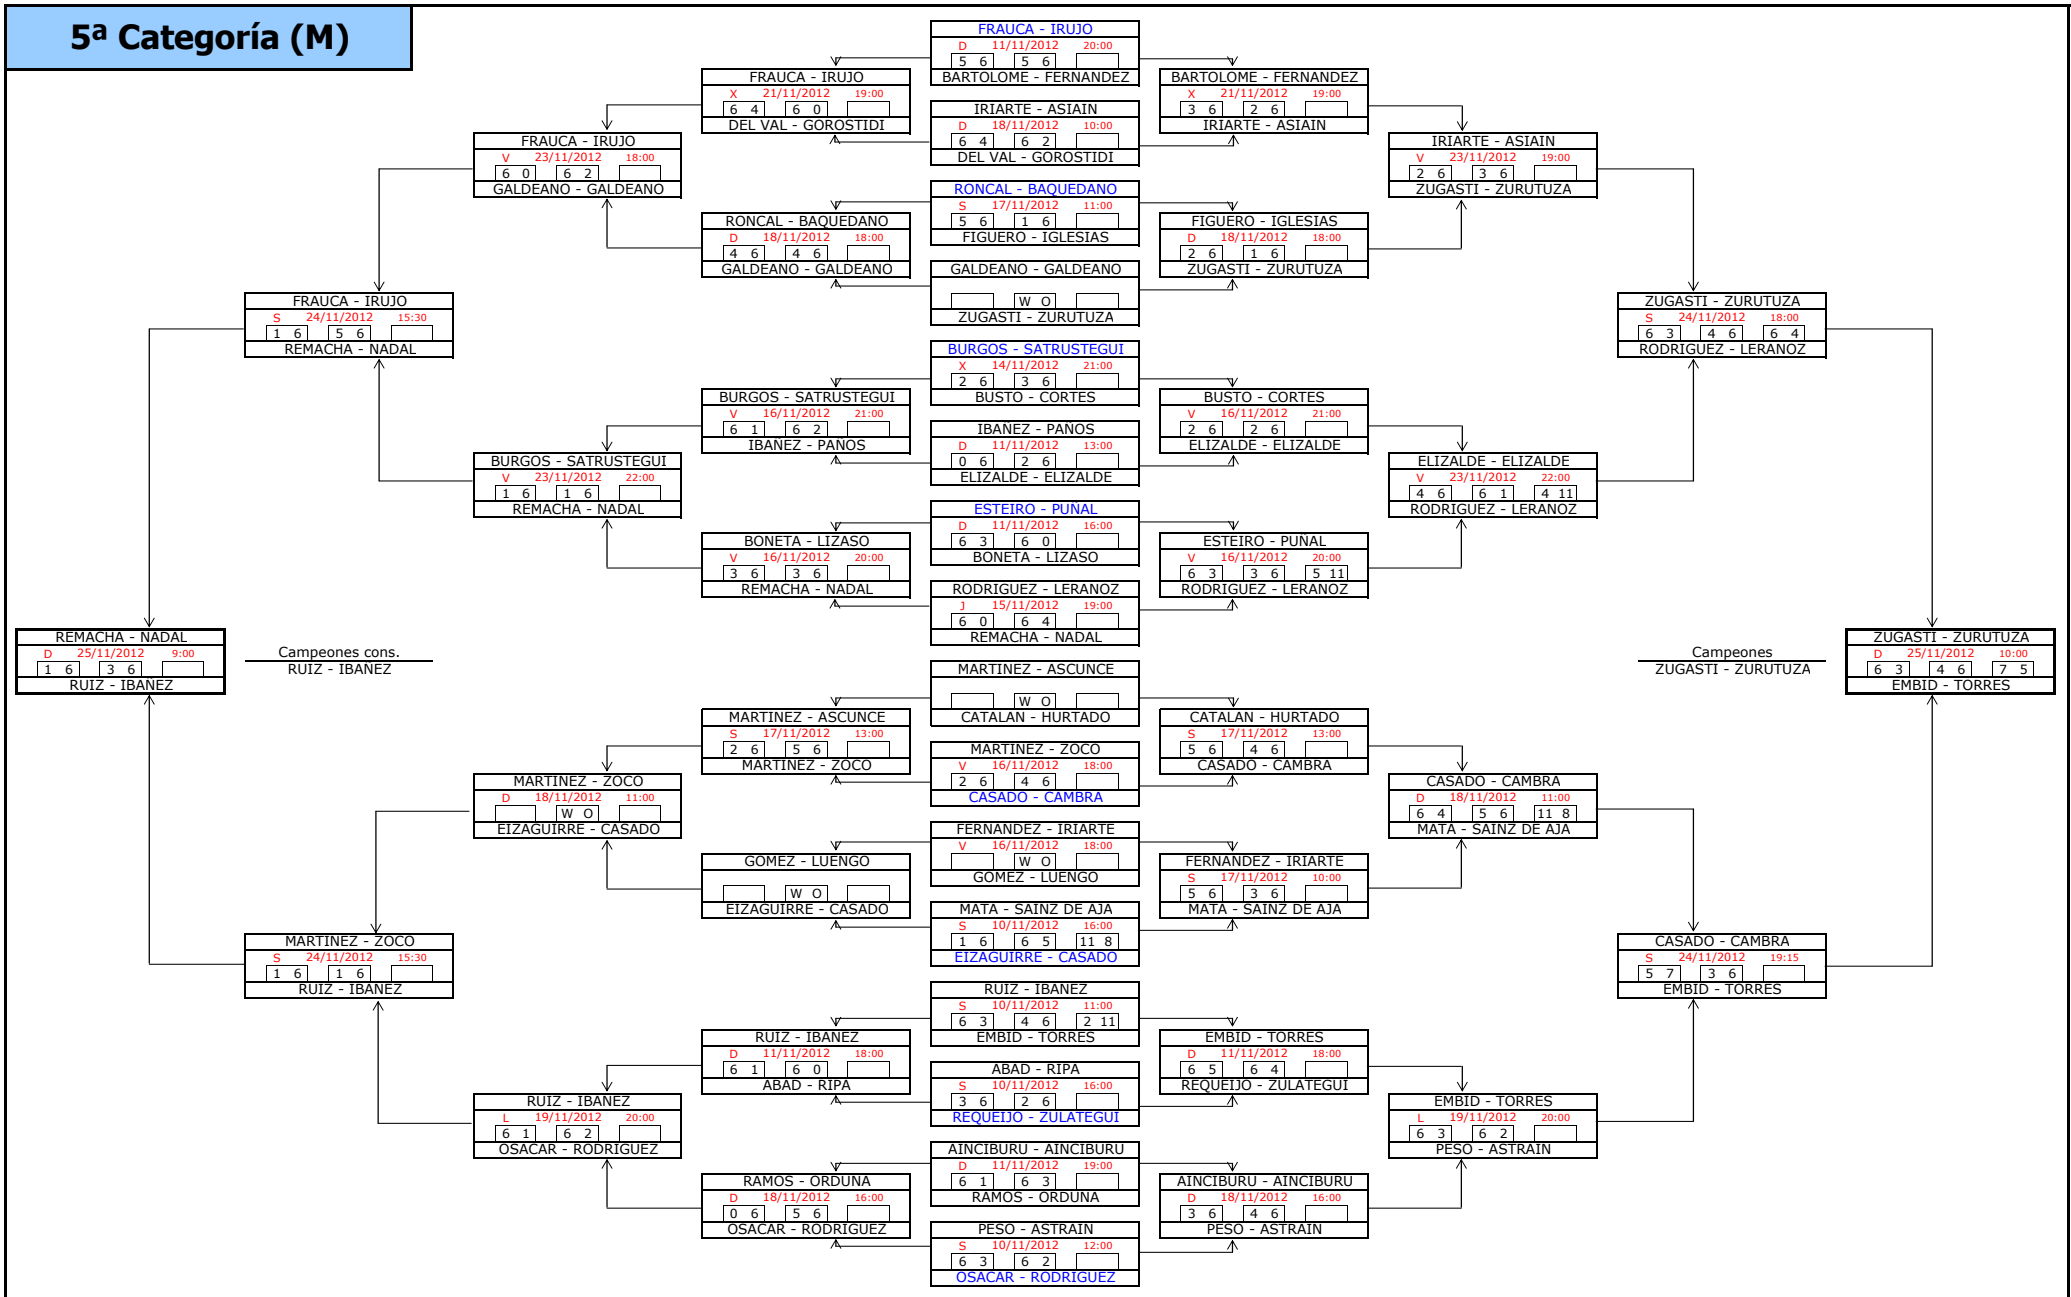 5ª Categoría (M)
FRAUCA - IRUJO
D 11/11/2012 20:00
5 6 5 6
BARTOLOME - FERNANDEZ
IRIARTE - ASIAIN
D 18/11/2012 10:00
6 4 6 2
DEL VAL - GOROSTIDI
RONCAL - BAQUEDANO
S 17/11/2012 11:00
5 6 1 6
FIGUERO - IGLESIAS
GALDEANO - GALDEANO
W O
ZUGASTI - ZURUTUZA
BURGOS - SATRUSTEGUI
X 14/11/2012 21:00
2 6 3 6
BUSTO - CORTES
IBAÑEZ - PAÑOS
D 11/11/2012 13:00
0 6 2 6
ELIZALDE - ELIZALDE
ESTEIRO - PUÑAL
D 11/11/2012 16:00
6 3 6 0
BONETA - LIZASO
RODRIGUEZ - LERANOZ
J 15/11/2012 19:00
6 0 6 4
REMACHA - NADAL
MARTINEZ - ASCUNCE
W O
CATALAN - HURTADO
MARTINEZ - ZOCO
V 16/11/2012 18:00
2 6 4 6
CASADO - CAMBRA
FERNANDEZ - IRIARTE
V 16/11/2012 18:00
W O
GOMEZ - LUENGO
MATA - SAINZ DE AJA
S 10/11/2012 16:00
1 6 6 5 11 8
EIZAGUIRRE - CASADO
RUIZ - IBAÑEZ
S 10/11/2012 11:00
6 3 4 6 2 11
EMBID - TORRES
ABAD - RIPA
S 10/11/2012 16:00
3 6 2 6
REQUEIJO - ZULATEGUI
AINCIBURU - AINCIBURU
D 11/11/2012 19:00
6 1 6 3
RAMOS - ORDUNA
PESO - ASTRAIN
S 10/11/2012 12:00
6 3 6 2
OSACAR - RODRIGUEZ
FRAUCA - IRUJO
X 21/11/2012 19:00
6 4 6 0
DEL VAL - GOROSTIDI
RONCAL - BAQUEDANO
D 18/11/2012 18:00
4 6 4 6
GALDEANO - GALDEANO
BURGOS - SATRUSTEGUI
V 16/11/2012 21:00
6 1 6 2
IBAÑEZ - PAÑOS
BONETA - LIZASO
V 16/11/2012 20:00
3 6 3 6
REMACHA - NADAL
MARTINEZ - ASCUNCE
S 17/11/2012 13:00
2 6 5 6
MARTINEZ - ZOCO
GOMEZ - LUENGO
W O
EIZAGUIRRE - CASADO
RUIZ - IBAÑEZ
D 11/11/2012 18:00
6 1 6 0
ABAD - RIPA
RAMOS - ORDUNA
D 18/11/2012 16:00
0 6 5 6
OSACAR - RODRIGUEZ
FRAUCA - IRUJO
V 23/11/2012 18:00
6 0 6 2
GALDEANO - GALDEANO
BURGOS - SATRUSTEGUI
V 23/11/2012 22:00
1 6 1 6
REMACHA - NADAL
MARTINEZ - ZOCO
D 18/11/2012 11:00
W O
EIZAGUIRRE - CASADO
RUIZ - IBAÑEZ
L 19/11/2012 20:00
6 1 6 2
OSACAR - RODRIGUEZ
FRAUCA - IRUJO
S 24/11/2012 15:30
1 6 5 6
REMACHA - NADAL
MARTINEZ - ZOCO
S 24/11/2012 15:30
1 6 1 6
RUIZ - IBAÑEZ
REMACHA - NADAL
D 25/11/2012 9:00
1 6 3 6
RUIZ - IBAÑEZ
Campeones cons.
RUIZ - IBAÑEZ
BARTOLOME - FERNANDEZ
X 21/11/2012 19:00
3 6 2 6
IRIARTE - ASIAIN
FIGUERO - IGLESIAS
D 18/11/2012 18:00
2 6 1 6
ZUGASTI - ZURUTUZA
BUSTO - CORTES
V 16/11/2012 21:00
2 6 2 6
ELIZALDE - ELIZALDE
ESTEIRO - PUÑAL
V 16/11/2012 20:00
6 3 3 6 5 11
RODRIGUEZ - LERANOZ
CATALAN - HURTADO
S 17/11/2012 13:00
5 6 4 6
CASADO - CAMBRA
FERNANDEZ - IRIARTE
S 17/11/2012 10:00
5 6 3 6
MATA - SAINZ DE AJA
EMBID - TORRES
D 11/11/2012 18:00
6 5 6 4
REQUEIJO - ZULATEGUI
AINCIBURU - AINCIBURU
D 18/11/2012 16:00
3 6 4 6
PESO - ASTRAIN
IRIARTE - ASIAIN
V 23/11/2012 19:00
2 6 3 6
ZUGASTI - ZURUTUZA
ELIZALDE - ELIZALDE
V 23/11/2012 22:00
4 6 6 1 4 11
RODRIGUEZ - LERANOZ
CASADO - CAMBRA
D 18/11/2012 11:00
6 4 5 6 11 8
MATA - SAINZ DE AJA
EMBID - TORRES
L 19/11/2012 20:00
6 3 6 2
PESO - ASTRAIN
ZUGASTI - ZURUTUZA
S 24/11/2012 18:00
6 3 4 6 6 4
RODRIGUEZ - LERANOZ
CASADO - CAMBRA
S 24/11/2012 19:15
5 7 3 6
EMBID - TORRES
Campeones
ZUGASTI - ZURUTUZA
ZUGASTI - ZURUTUZA
D 25/11/2012 10:00
6 3 4 6 7 5
EMBID - TORRES